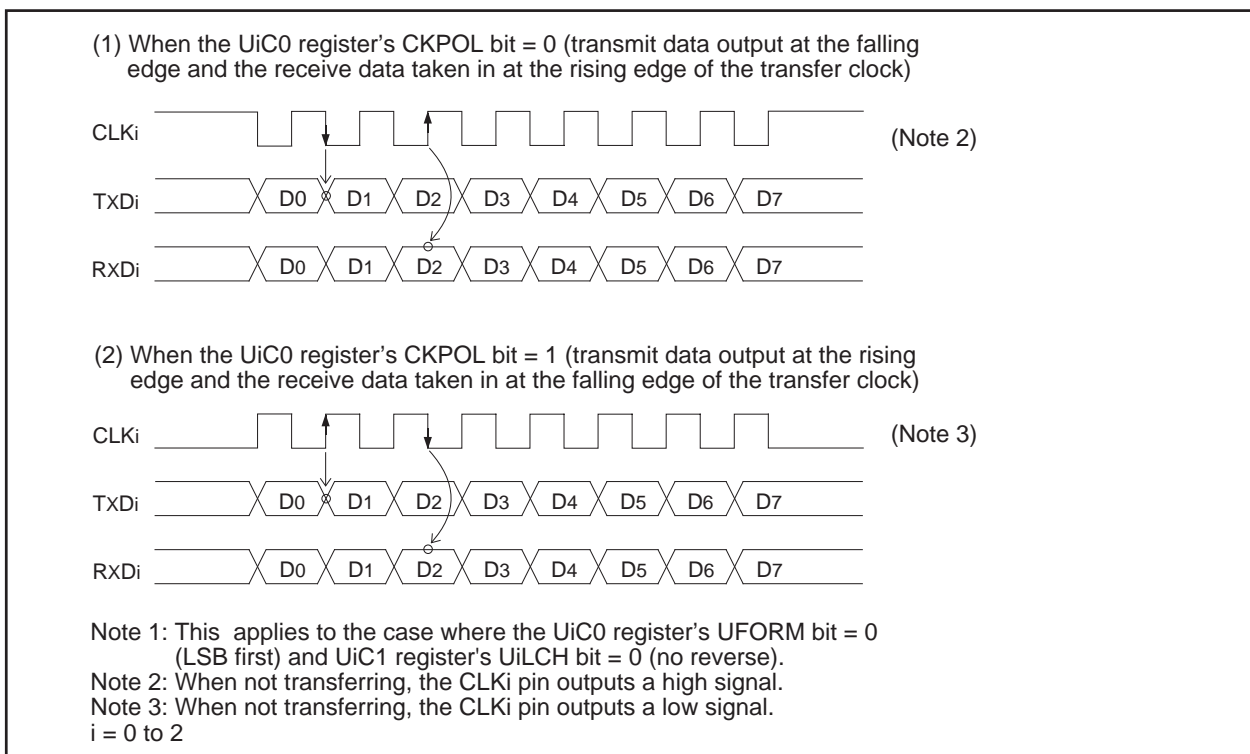 (1) When the UiC0 register's CKPOL bit = 0 (transmit data output at the falling
edge and the receive data taken in at the rising edge of the transfer clock)
CLKi
(Note 2)
TXDi D0 D1 D2 D3 D4 D5 D6 D7
RXDi D0 D1 D2 D3 D4 D5 D6 D7
(2) When the UiC0 register's CKPOL bit = 1 (transmit data output at the rising
edge and the receive data taken in at the falling edge of the transfer clock)
CLKi
(Note 3)
TXDi D0 D1 D2 D3 D4 D5 D6 D7
RXDi D0 D1 D2 D3 D4 D5 D6 D7
Note 1: This applies to the case where the UiC0 register's UFORM bit = 0
(LSB first) and UiC1 register's UiLCH bit = 0 (no reverse).
Note 2: When not transferring, the CLKi pin outputs a high signal.
Note 3: When not transferring, the CLKi pin outputs a low signal.
i = 0 to 2